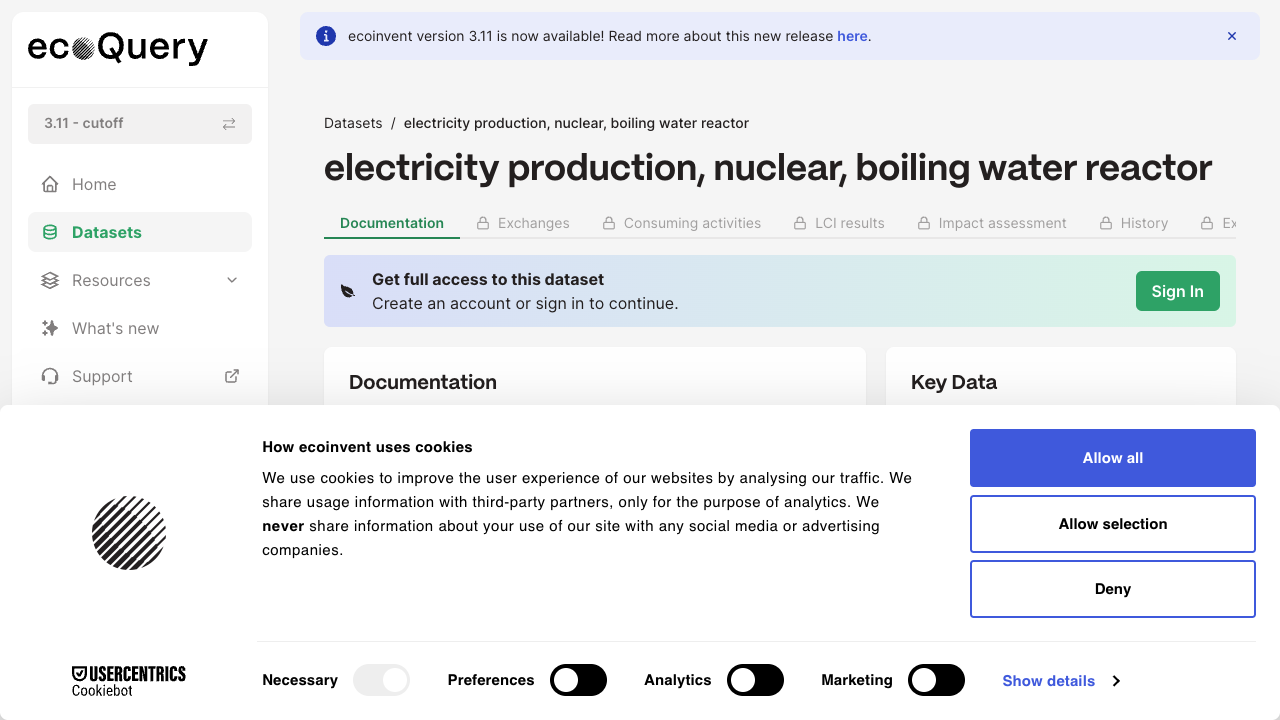 ecoQuery
3.11 - cutoff
Home
Datasets
Resources
What's new
Support
ecoinvent version 3.11 is now available! Read more about this new release here.
Datasets / electricity production, nuclear, boiling water reactor
electricity production, nuclear, boiling water reactor
Documentation Exchanges Consuming activities LCI results Impact assessment History Ex
Get full access to this dataset
Create an account or sign in to continue.
Sign In
Documentation
Key Data
How ecoinvent uses cookies
We use cookies to improve the user experience of our websites by analysing our traffic. We
share usage information with third-party partners, only for the purpose of analytics. We
never share information about your use of our site with any social media or advertising
companies.
Allow all
Allow selection
Deny
USERCENTRICS
Cookiebot
Necessary Preferences Analytics Marketing Show details